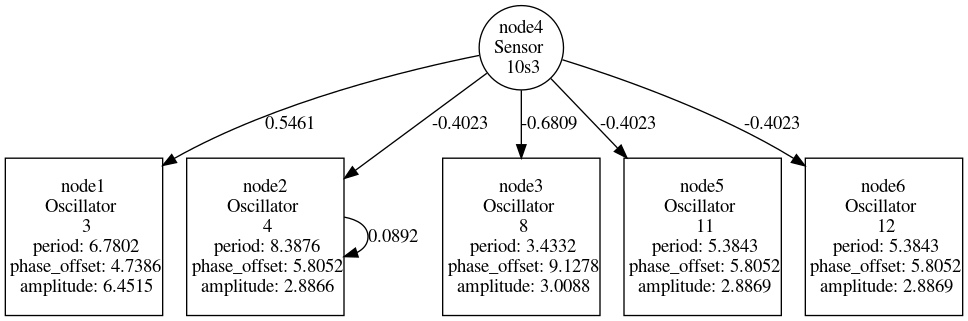 node4
Sensor
10s3
0.5461
-0.4023
-0.6809
-0.4023
-0.4023
node1
Oscillator
3
period: 6.7802
phase_offset: 4.7386
amplitude: 6.4515
node2
Oscillator
4
period: 8.3876
phase_offset: 5.8052
amplitude: 2.8866
0.0892
node3
Oscillator
8
period: 3.4332
phase_offset: 9.1278
amplitude: 3.0088
node5
Oscillator
11
period: 5.3843
phase_offset: 5.8052
amplitude: 2.8869
node6
Oscillator
12
period: 5.3843
phase_offset: 5.8052
amplitude: 2.8869